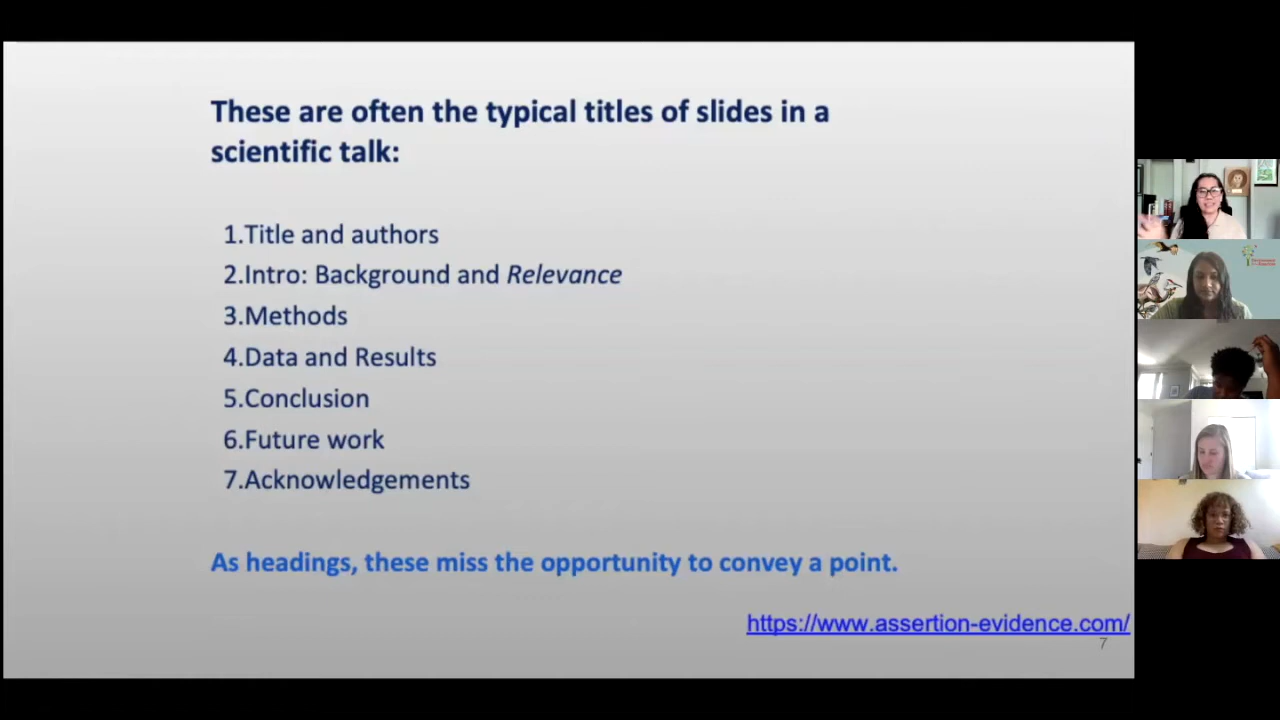 These are often the typical titles of slides in a
scientific talk:
1.Title and authors
2.Intro: Background and Relevance
3.Methods
4.Data and Results
5.Conclusion
6.Future work
7.Acknowledgements
As headings, these miss the opportunity to convey a point.
https://www.assertion-evidence.com/
7